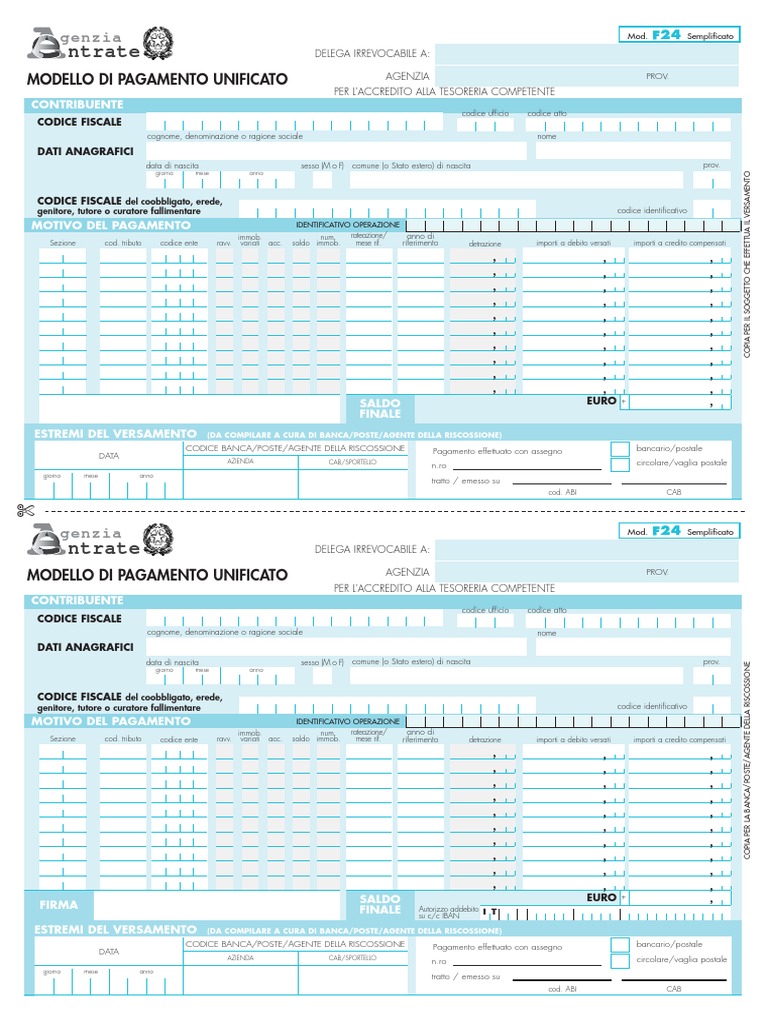 Agenzia
Entrate
Mod. F24 Semplificato
DELEGA IRREVOCABILE A:
MODELLO DI PAGAMENTO UNIFICATO
AGENZIA PROV.
PER L'ACCREDITO ALLA TESORERIA COMPETENTE
CONTRIBUENTE
CODICE FISCALE
codice ufficio codice atto
cognome, denominazione o ragione sociale nome
DATI ANAGRAFICI
data di nascita sesso (M o F) comune (o Stato estero) di nascita prov.
giorno mese anno
CODICE FISCALE del coobbligato, erede,
genitore, tutore o curatore fallimentare codice identificativo
MOTIVO DEL PAGAMENTO IDENTIFICATIVO OPERAZIONE
Sezione cod. tributo codice ente ravv. immob. variati acc. saldo num. immob. rateazione/ mese rif. anno di riferimento detrazione importi a debito versati importi a credito compensati
, , ,
, , ,
, , ,
, , ,
, , ,
, , ,
, , ,
, , ,
, , ,
, , ,
SALDO
FINALE
EURO + ,
ESTREMI DEL VERSAMENTO (DA COMPILARE A CURA DI BANCA/POSTE/AGENTE DELLA RISCOSSIONE)
DATA
CODICE BANCA/POSTE/AGENTE DELLA RISCOSSIONE
AZIENDA CAB/SPORTELLO
giorno mese anno
Pagamento effettuato con assegno bancario/postale
circolare/vaglia postale
n.ro
tratto / emesso su
cod. ABI CAB
COPIA PER IL SOGGETTO CHE EFFETTUA IL VERSAMENTO
Agenzia
Entrate
Mod. F24 Semplificato
DELEGA IRREVOCABILE A:
MODELLO DI PAGAMENTO UNIFICATO
AGENZIA PROV.
PER L'ACCREDITO ALLA TESORERIA COMPETENTE
CONTRIBUENTE
CODICE FISCALE
codice ufficio codice atto
cognome, denominazione o ragione sociale nome
DATI ANAGRAFICI
data di nascita sesso (M o F) comune (o Stato estero) di nascita prov.
giorno mese anno
CODICE FISCALE del coobbligato, erede,
genitore, tutore o curatore fallimentare codice identificativo
MOTIVO DEL PAGAMENTO IDENTIFICATIVO OPERAZIONE
Sezione cod. tributo codice ente ravv. immob. variati acc. saldo num. immob. rateazione/ mese rif. anno di riferimento detrazione importi a debito versati importi a credito compensati
, , ,
, , ,
, , ,
, , ,
, , ,
, , ,
, , ,
, , ,
, , ,
, , ,
FIRMA
SALDO
FINALE
EURO + ,
Autorizzo addebito
su c/c IBAN I T
ESTREMI DEL VERSAMENTO (DA COMPILARE A CURA DI BANCA/POSTE/AGENTE DELLA RISCOSSIONE)
DATA
CODICE BANCA/POSTE/AGENTE DELLA RISCOSSIONE
AZIENDA CAB/SPORTELLO
giorno mese anno
Pagamento effettuato con assegno bancario/postale
circolare/vaglia postale
n.ro
tratto / emesso su
cod. ABI CAB
COPIA PER LA BANCA/POSTE/AGENTE DELLA RISCOSSIONE